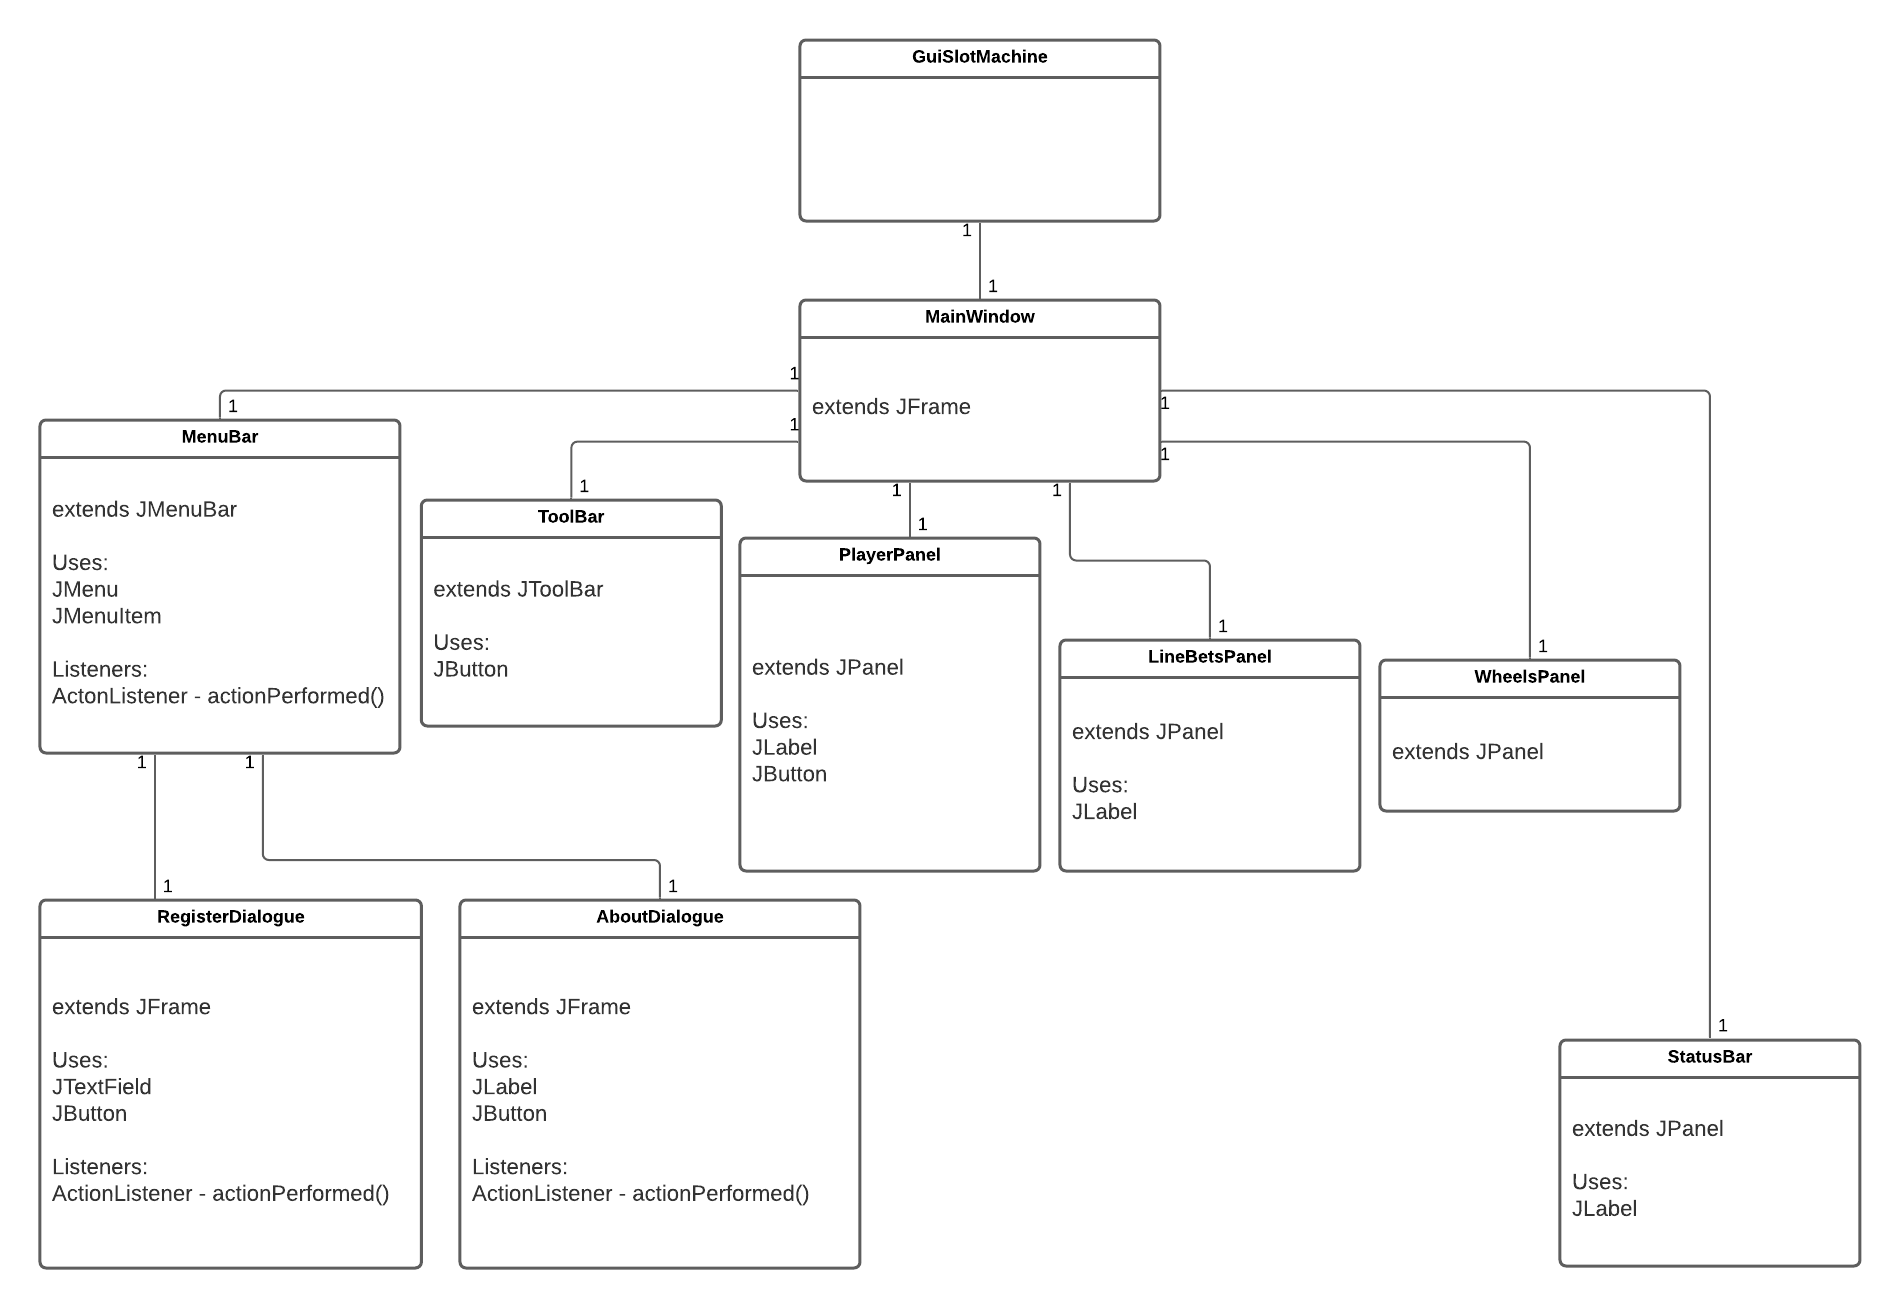 GuiSlotMachine
1
1
MainWindow
extends JFrame
1
1
1
1
1
1
1
MenuBar
extends JMenuBar
Uses:
JMenu
JMenuItem
Listeners:
ActonListener - actionPerformed()
1
ToolBar
extends JToolBar
Uses:
JButton
1
PlayerPanel
extends JPanel
Uses:
JLabel
JButton
1
LineBetsPanel
extends JPanel
Uses:
JLabel
1
WheelsPanel
extends JPanel
1
1
1
RegisterDialogue
extends JFrame
Uses:
JTextField
JButton
Listeners:
ActionListener - actionPerformed()
1
AboutDialogue
extends JFrame
Uses:
JLabel
JButton
Listeners:
ActionListener - actionPerformed()
1
StatusBar
extends JPanel
Uses:
JLabel